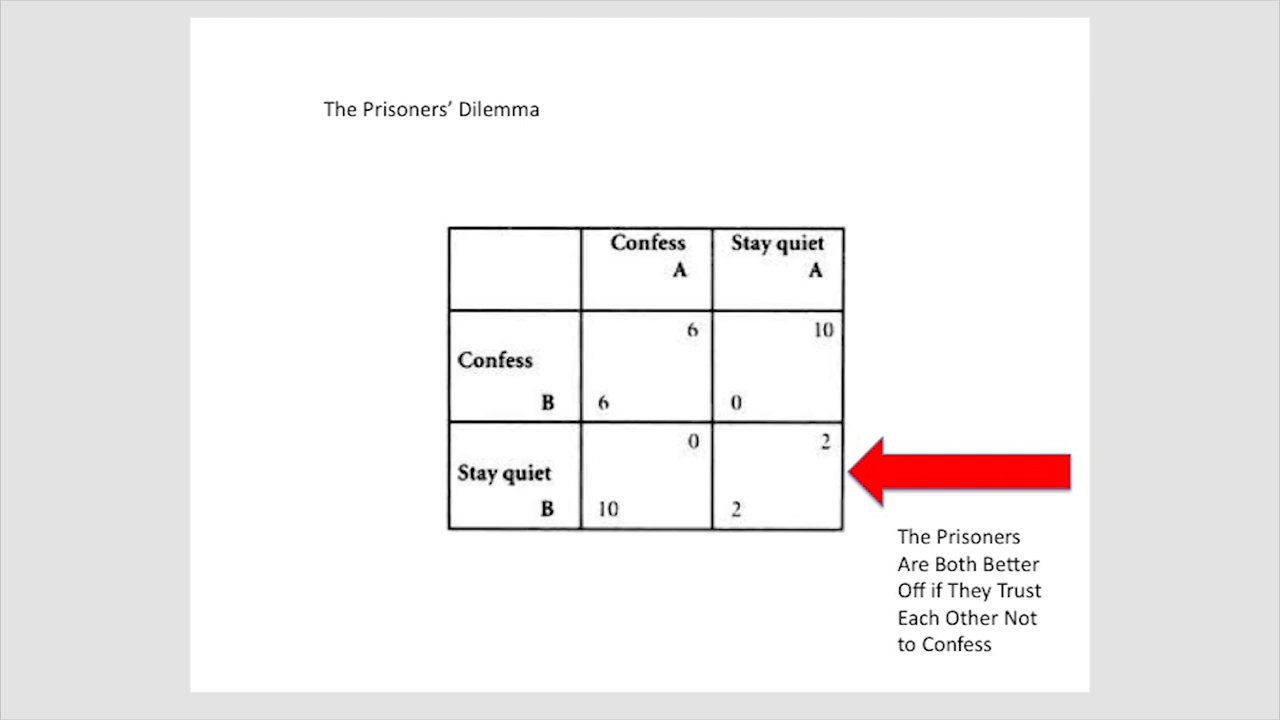 The Prisoners’ Dilemma
Confess Stay quiet
A A
6 10
Confess
B 6 0
0 2
Stay quiet
B 10 2
The Prisoners
Are Both Better
Off if They Trust
Each Other Not
to Confess